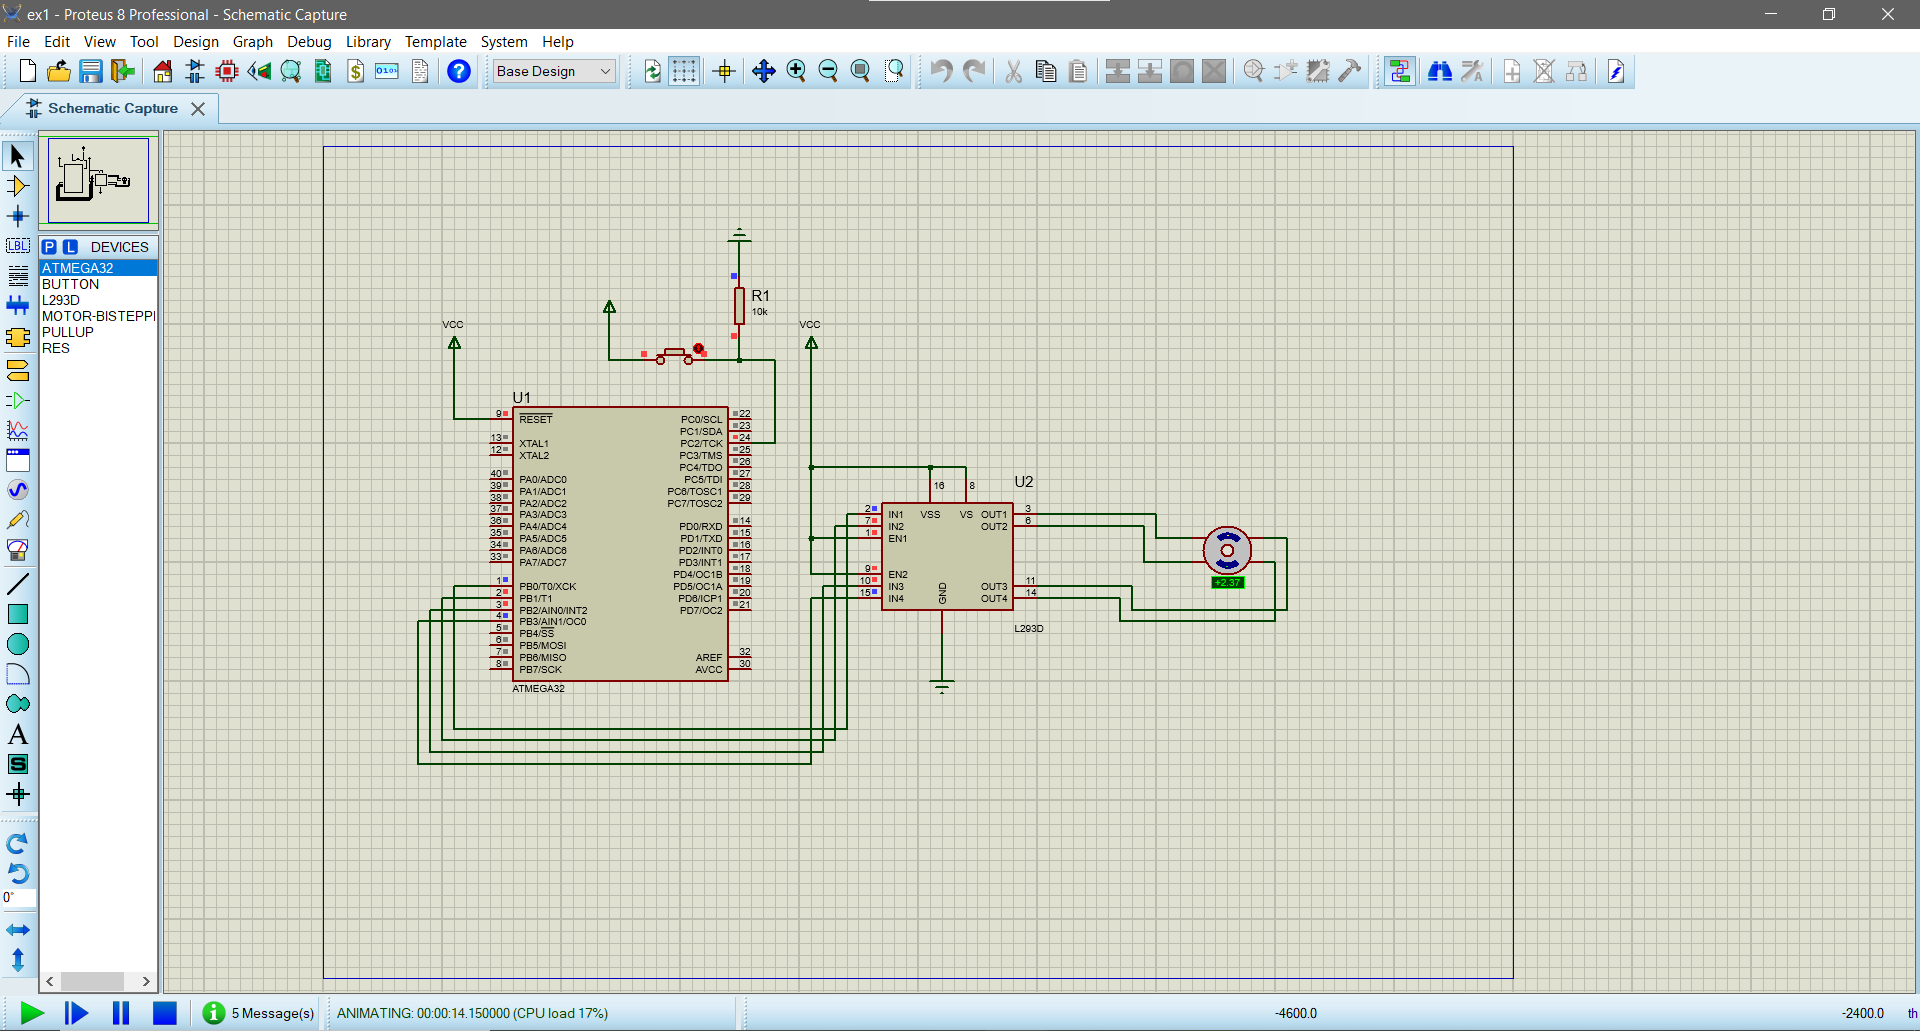 ex1 - Proteus 8 Professional - Schematic Capture
File Edit View Tool Design Graph Debug Library Template System Help
Base Design
Schematic Capture
P L DEVICES
ATMEGA32
BUTTON
L293D
MOTOR-BISTEPPI
PULLUP
RES
LBL
A
S
0°
R1
10k
VCC
VCC
U1
9 RESET
13 XTAL1
12 XTAL2
40 PA0/ADC0
39 PA1/ADC1
38 PA2/ADC2
37 PA3/ADC3
36 PA4/ADC4
35 PA5/ADC5
34 PA6/ADC6
33 PA7/ADC7
1 PB0/T0/XCK
2 PB1/T1
3 PB2/AIN0/INT2
4 PB3/AIN1/OC0
5 PB4/SS
6 PB5/MOSI
7 PB6/MISO
8 PB7/SCK
PC0/SCL 22
PC1/SDA 23
PC2/TCK 24
PC3/TMS 25
PC4/TDO 26
PC5/TDI 27
PC6/TOSC1 28
PC7/TOSC2 29
PD0/RXD 14
PD1/TXD 15
PD2/INT0 16
PD3/INT1 17
PD4/OC1B 18
PD5/OC1A 19
PD6/ICP1 20
PD7/OC2 21
AREF 32
AVCC 30
ATMEGA32
U2
16 8
2 IN1 VSS VS OUT1 3
7 IN2 OUT2 6
1 EN1
9 EN2
10 IN3 OUT3 11
15 IN4 OUT4 14
GND
L293D
+2.37
5 Message(s)
ANIMATING: 00:00:14.150000 (CPU load 17%)
-4600.0
-2400.0
th